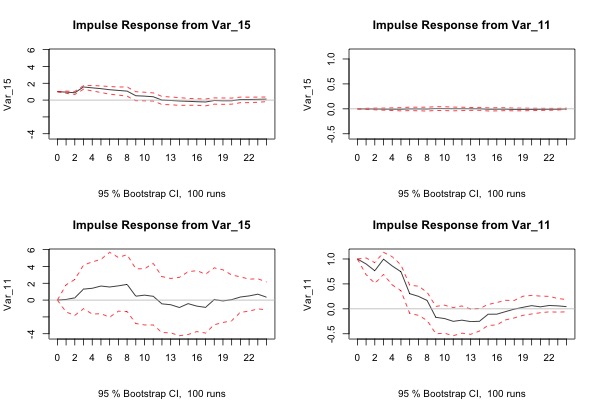 Impulse Response from Var_15
Var_15
6
4
2
0
-4
0 2 4 6 8 10 13 16 19 22
95 % Bootstrap CI, 100 runs
Impulse Response from Var_11
Var_15
1.0
0.5
0.0
-0.5
0 2 4 6 8 10 13 16 19 22
95 % Bootstrap CI, 100 runs
Impulse Response from Var_15
Var_11
6
4
2
0
-4
0 2 4 6 8 10 13 16 19 22
95 % Bootstrap CI, 100 runs
Impulse Response from Var_11
Var_11
1.0
0.5
0.0
-0.5
0 2 4 6 8 10 13 16 19 22
95 % Bootstrap CI, 100 runs